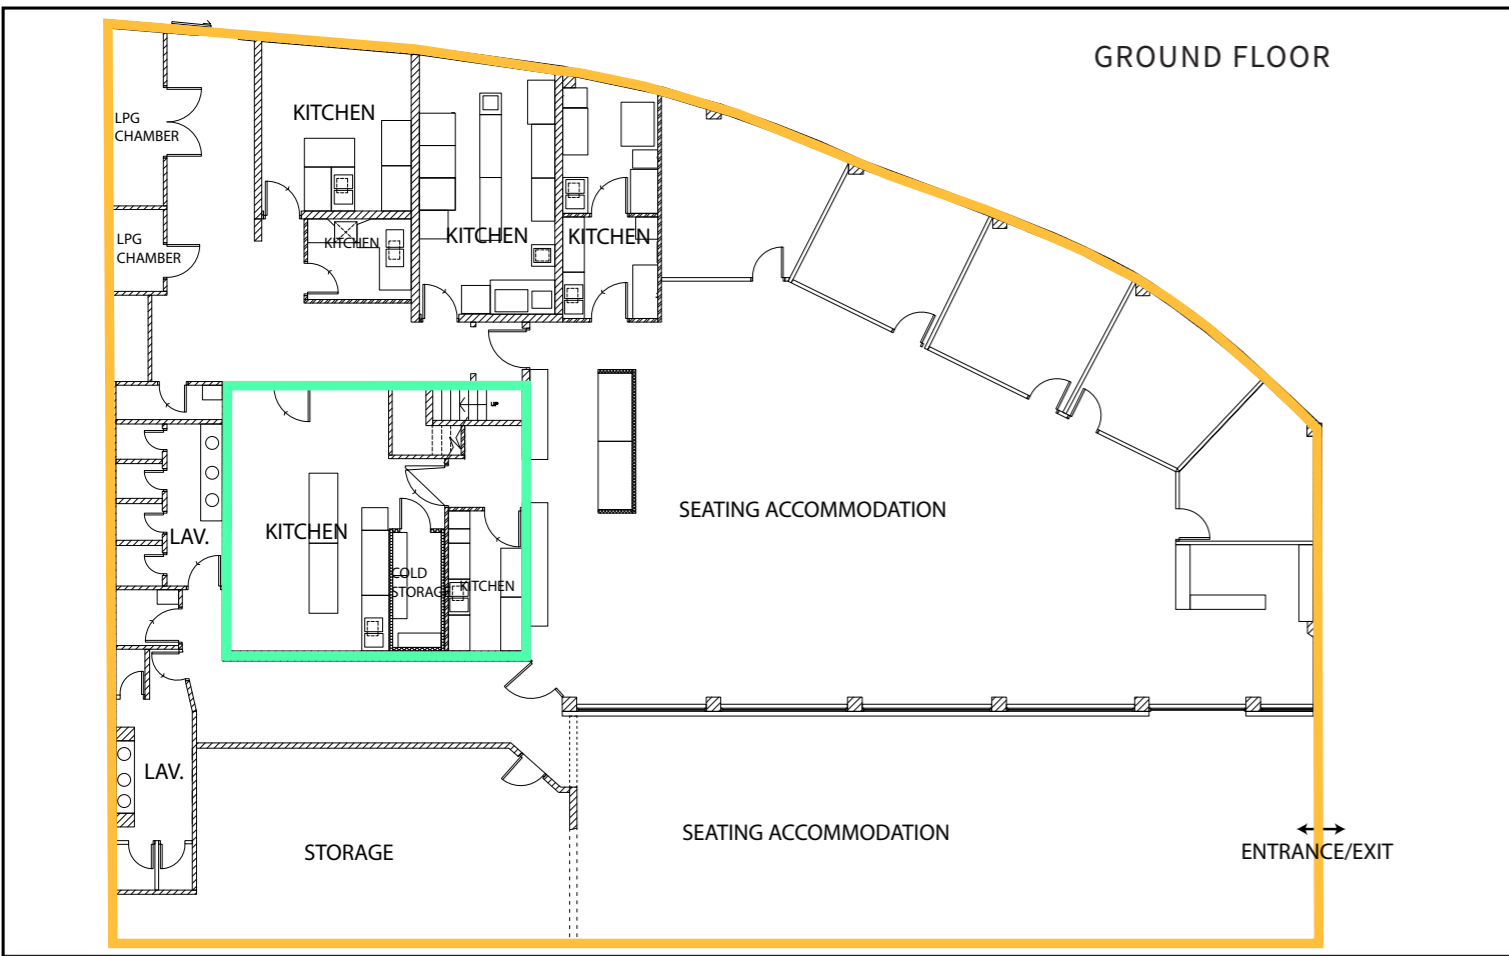 GROUND FLOOR
LPG
CHAMBER
KITCHEN
LPG
CHAMBER
KITCHEN
KITCHEN
KITCHEN
UP
SEATING ACCOMMODATION
LAV.
KITCHEN
COLD
STORAGE
KITCHEN
LAV.
STORAGE
SEATING ACCOMMODATION
ENTRANCE/EXIT